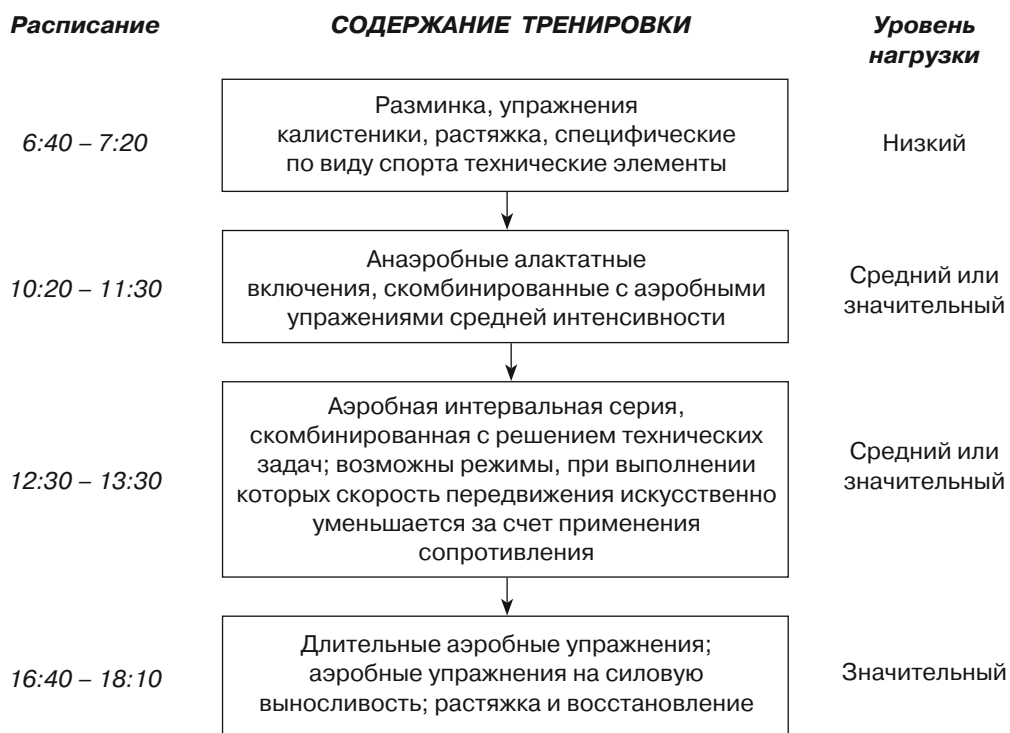 Расписание
СОДЕРЖАНИЕ ТРЕНИРОВКИ
Уровень
нагрузки
6:40 – 7:20
Разминка, упражнения
калистеники, растяжка, специфические
по виду спорта технические элементы
Низкий
10:20 – 11:30
Анаэробные алактатные
включения, скомбинированные с аэробными
упражениями средней интенсивности
Средний или
значительный
12:30 – 13:30
Аэробная интервальная серия,
скомбинированная с решением технических
задач; возможны режимы, при выполнении
которых скорость передвижения искусственно
уменьшается за счет применения
сопротивления
Средний или
значительный
16:40 – 18:10
Длительные аэробные упражнения;
аэробные упражнения на силовую
выносливость; растяжка и восстановление
Значительный